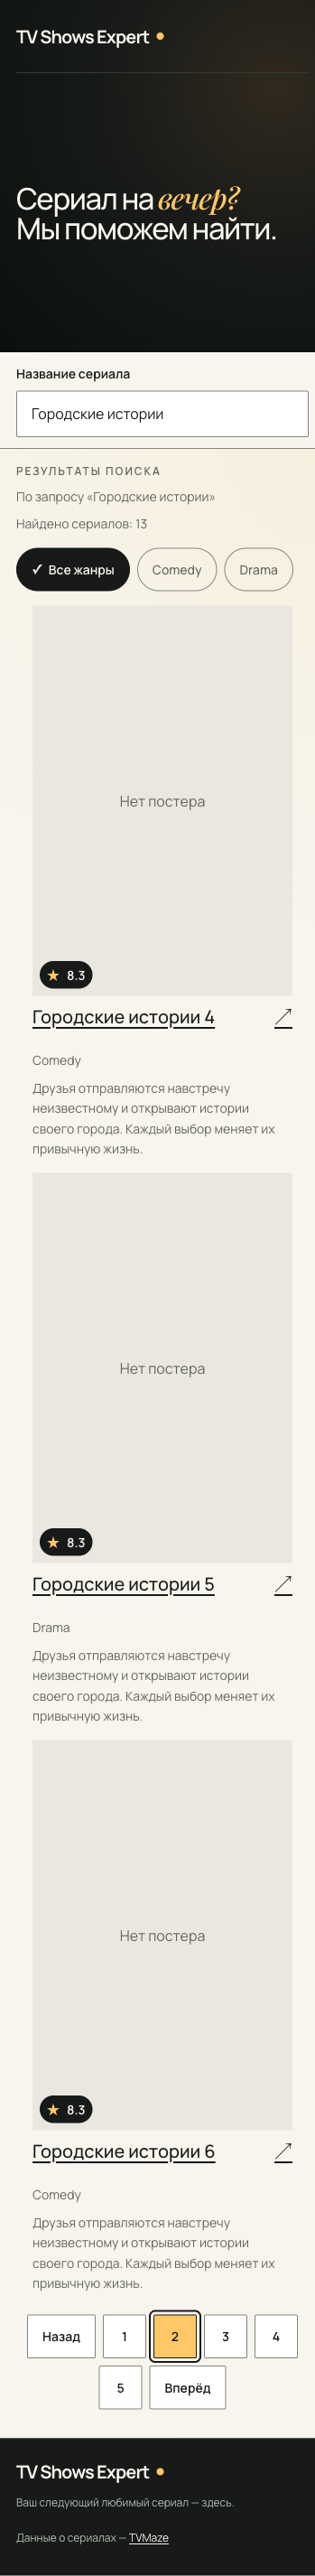 TV Shows Expert
Сериал на вечер?
Мы поможем найти.
Название сериала
Городские истории
РЕЗУЛЬТАТЫ ПОИСКА
По запросу «Городские истории»
Найдено сериалов: 13
✓ Все жанры Comedy Drama
Нет постера
★ 8.3
Городские истории 4 ↗
Comedy
Друзья отправляются навстречу
неизвестному и открывают истории
своего города. Каждый выбор меняет их
привычную жизнь.
Нет постера
★ 8.3
Городские истории 5 ↗
Drama
Друзья отправляются навстречу
неизвестному и открывают истории
своего города. Каждый выбор меняет их
привычную жизнь.
Нет постера
★ 8.3
Городские истории 6 ↗
Comedy
Друзья отправляются навстречу
неизвестному и открывают истории
своего города. Каждый выбор меняет их
привычную жизнь.
Назад 1 2 3 4
5 Вперёд
TV Shows Expert
Ваш следующий любимый сериал — здесь.
Данные о сериалах — TVMaze